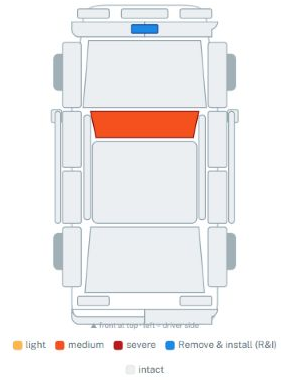 ▲ front at top · left = driver side
light medium severe Remove & install (R&I)
intact